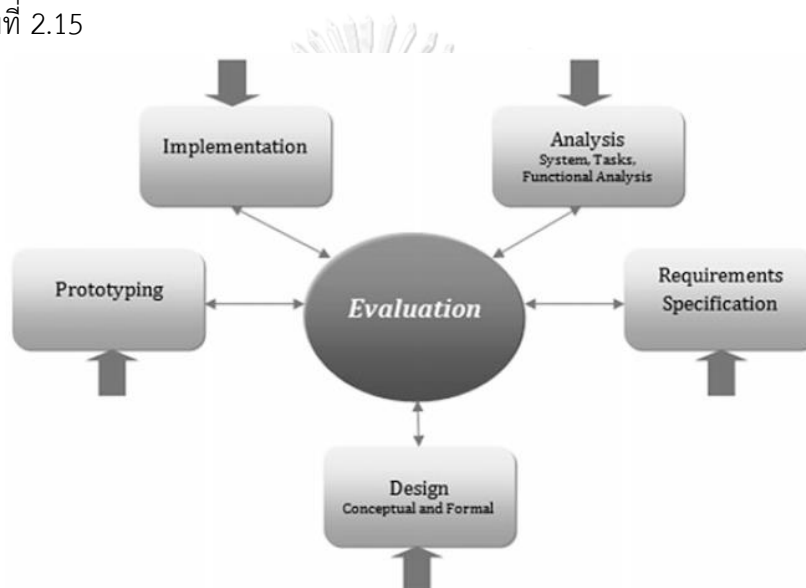 ที่ 2.15
Implementation
Analysis
System, Tasks,
Functional Analysis
Prototyping
Evaluation
Requirements
Specification
Design
Conceptual and Formal